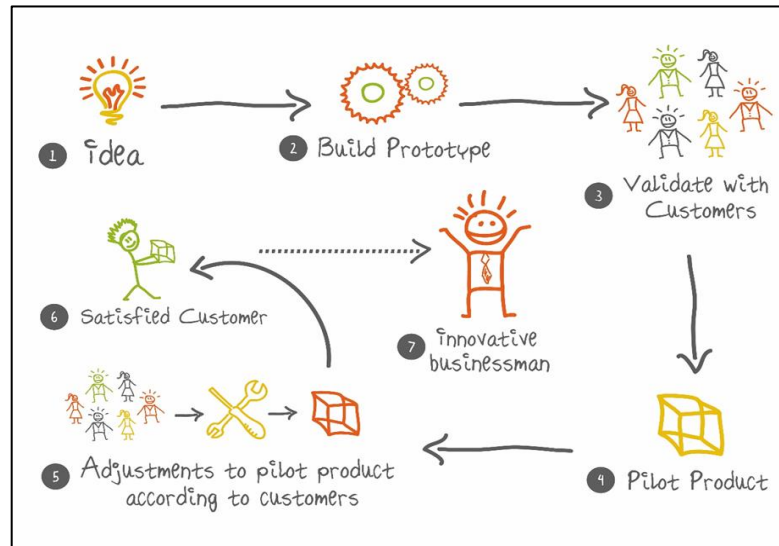 1 idea
2 Build Prototype
3 Validate with
Customers
4 Pilot Product
5 Adjustments to pilot product
according to customers
6 Satisfied Customer
7 innovative
businessman